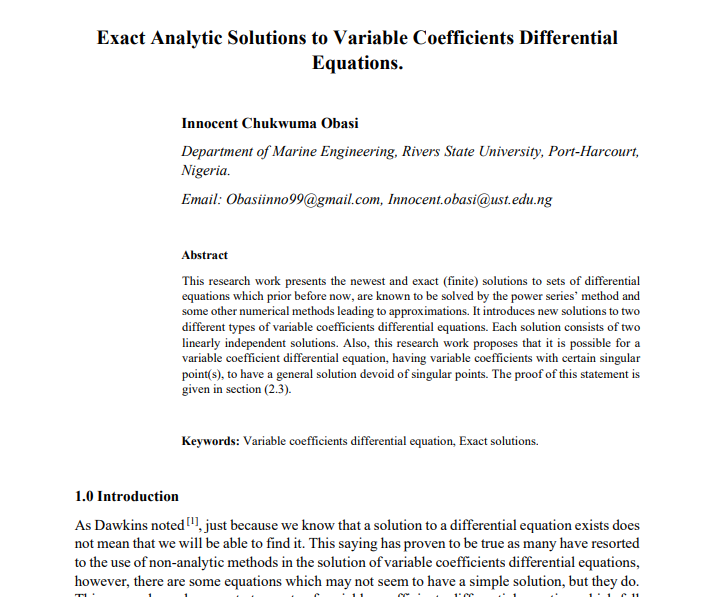 Exact Analytic Solutions to Variable Coefficients Differential
Equations.
Innocent Chukwuma Obasi
Department of Marine Engineering, Rivers State University, Port-Harcourt,
Nigeria.
Email: Obasiinno99@gmail.com, Innocent.obasi@ust.edu.ng
Abstract
This research work presents the newest and exact (finite) solutions to sets of differential
equations which prior before now, are known to be solved by the power series’ method and
some other numerical methods leading to approximations. It introduces new solutions to two
different types of variable coefficients differential equations. Each solution consists of two
linearly independent solutions. Also, this research work proposes that it is possible for a
variable coefficient differential equation, having variable coefficients with certain singular
point(s), to have a general solution devoid of singular points. The proof of this statement is
given in section (2.3).
Keywords: Variable coefficients differential equation, Exact solutions.
1.0 Introduction
As Dawkins noted [1], just because we know that a solution to a differential equation exists does
not mean that we will be able to find it. This saying has proven to be true as many have resorted
to the use of non-analytic methods in the solution of variable coefficients differential equations,
however, there are some equations which may not seem to have a simple solution, but they do.